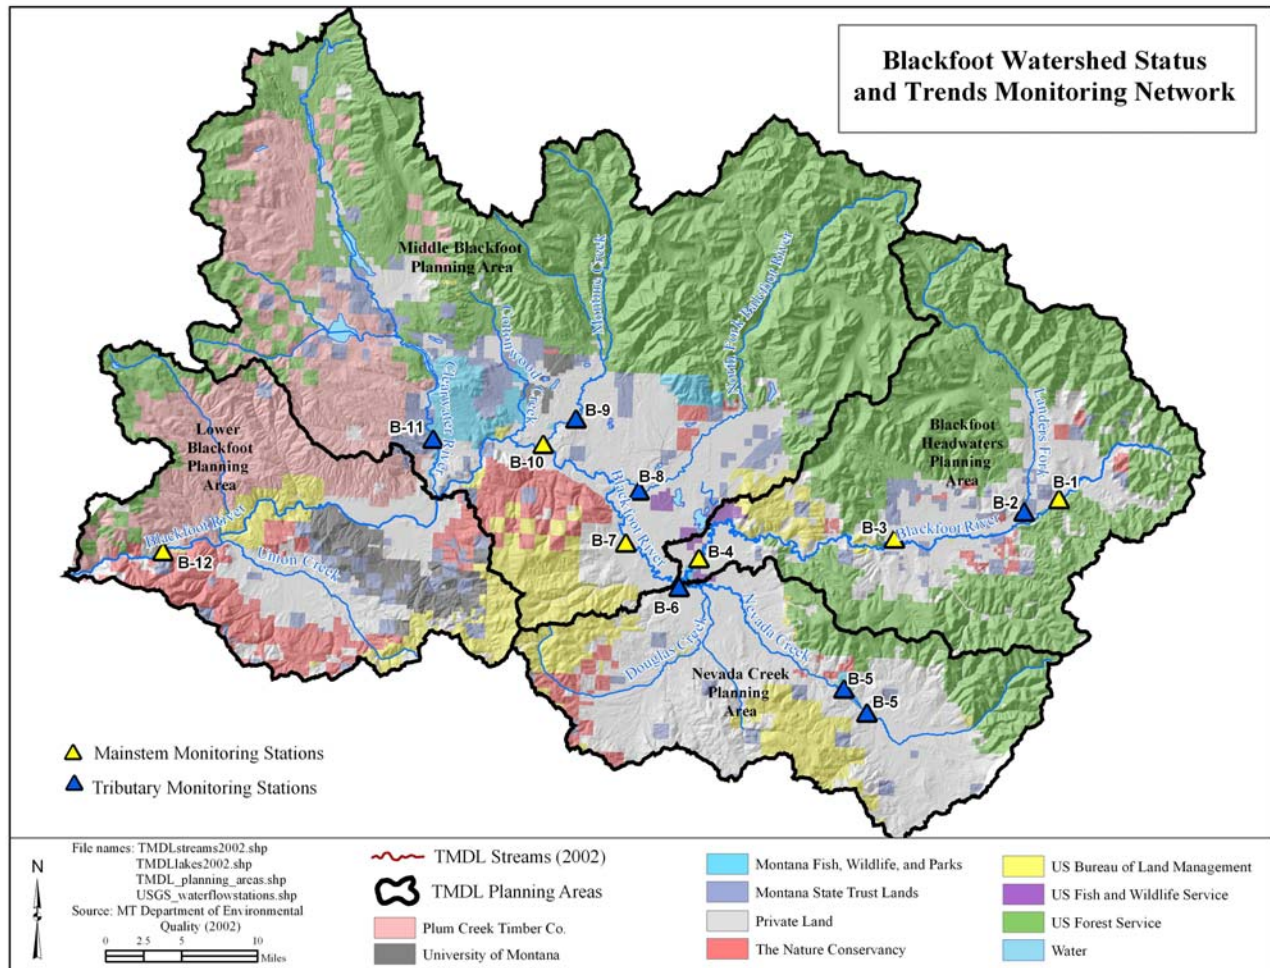 Blackfoot Watershed Status
and Trends Monitoring Network
Middle Blackfoot
Planning Area
Monture Creek
North Fork Blackfoot River
Cottonwood Creek
Clearwater River
Landers Fork
Lower
Blackfoot
Planning
Area
Blackfoot
Headwaters
Planning
Area
B-9
B-11
B-10
B-8
B-1
B-2
B-3
Blackfoot River
Blackfoot River
Blackfoot River
B-7
B-4
B-12
Union Creek
B-6
Nevada Creek
Douglas Creek
Nevada Creek
Planning
Area
B-5
B-5
Mainstem Monitoring Stations
Tributary Monitoring Stations
N
File names: TMDLstreams2002.shp
TMDLlakes2002.shp
TMDL_planning_areas.shp
USGS_waterflowstations.shp
Source: MT Department of Environmental
Quality (2002)
0 2.5 5 10
Miles
TMDL Streams (2002)
TMDL Planning Areas
Plum Creek Timber Co.
University of Montana
Montana Fish, Wildlife, and Parks
Montana State Trust Lands
Private Land
The Nature Conservancy
US Bureau of Land Management
US Fish and Wildlife Service
US Forest Service
Water